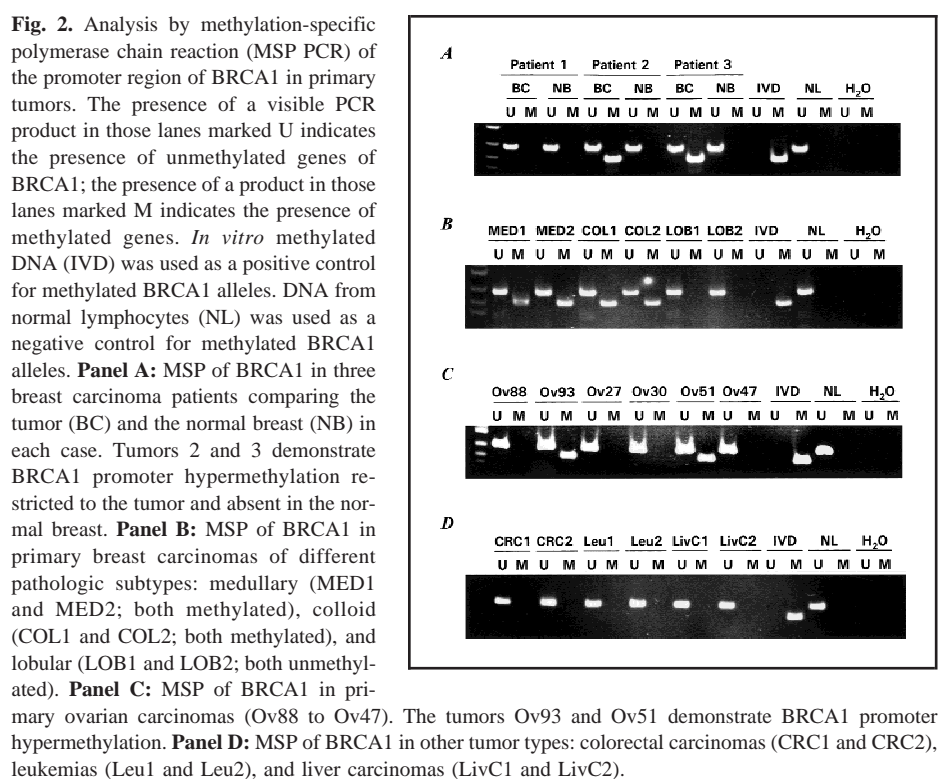 Fig. 2. Analysis by methylation-specific
polymerase chain reaction (MSP PCR) of
the promoter region of BRCA1 in primary
tumors. The presence of a visible PCR
product in those lanes marked U indicates
the presence of unmethylated genes of
BRCA1; the presence of a product in those
lanes marked M indicates the presence of
methylated genes. In vitro methylated
DNA (IVD) was used as a positive control
for methylated BRCA1 alleles. DNA from
normal lymphocytes (NL) was used as a
negative control for methylated BRCA1
alleles. Panel A: MSP of BRCA1 in three
breast carcinoma patients comparing the
tumor (BC) and the normal breast (NB) in
each case. Tumors 2 and 3 demonstrate
BRCA1 promoter hypermethylation re-
stricted to the tumor and absent in the nor-
mal breast. Panel B: MSP of BRCA1 in
primary breast carcinomas of different
pathologic subtypes: medullary (MED1
and MED2; both methylated), colloid
(COL1 and COL2; both methylated), and
lobular (LOB1 and LOB2; both unmethyl-
ated). Panel C: MSP of BRCA1 in pri-
mary ovarian carcinomas (Ov88 to Ov47). The tumors Ov93 and Ov51 demonstrate BRCA1 promoter
hypermethylation. Panel D: MSP of BRCA1 in other tumor types: colorectal carcinomas (CRC1 and CRC2),
leukemias (Leu1 and Leu2), and liver carcinomas (LivC1 and LivC2).
A
Patient 1 Patient 2 Patient 3
BC NB BC NB BC NB IVD NL H₂O
U M U M U M U M U M U M U M U M U M
B
MED1 MED2 COL1 COL2 LOB1 LOB2 IVD NL H₂O
U M U M U M U M U M U M U M U M U M
C
Ov88 Ov93 Ov27 Ov30 Ov51 Ov47 IVD NL H₂O
U M U M U M U M U M U M U M U M U M
D
CRC1 CRC2 Leu1 Leu2 LivC1 LivC2 IVD NL H₂O
U M U M U M U M U M U M U M U M U M